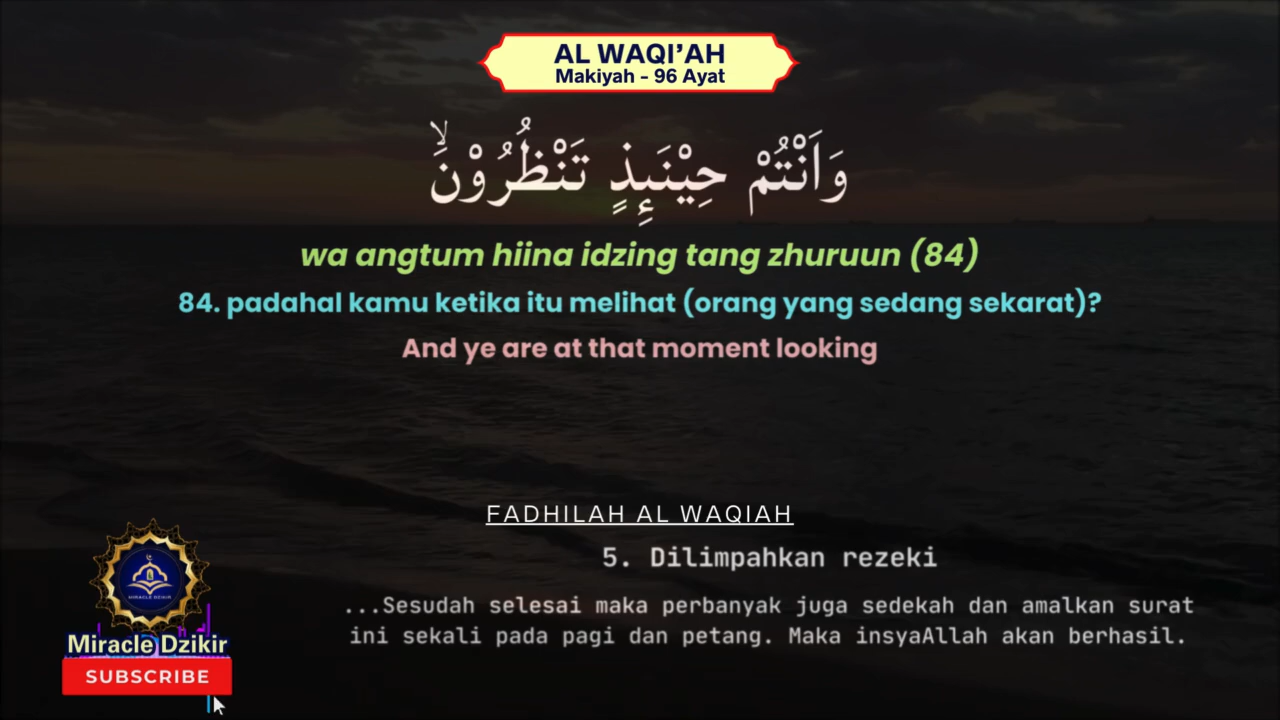 AL WAQI’AH
Makiyah - 96 Ayat
وَاَنْتُمْ حِيْنَىِٕذٍ تَنْظُرُوْنَۙ
wa angtum hiina idzing tang zhuruun (84)
84. padahal kamu ketika itu melihat (orang yang sedang sekarat)?
And ye are at that moment looking
FADHILAH AL WAQIAH
5. Dilimpahkan rezeki
...Sesudah selesai maka perbanyak juga sedekah dan amalkan surat
ini sekali pada pagi dan petang. Maka insyaAllah akan berhasil.
MIRACLE DZIKIR
Miracle Dzikir
SUBSCRIBE